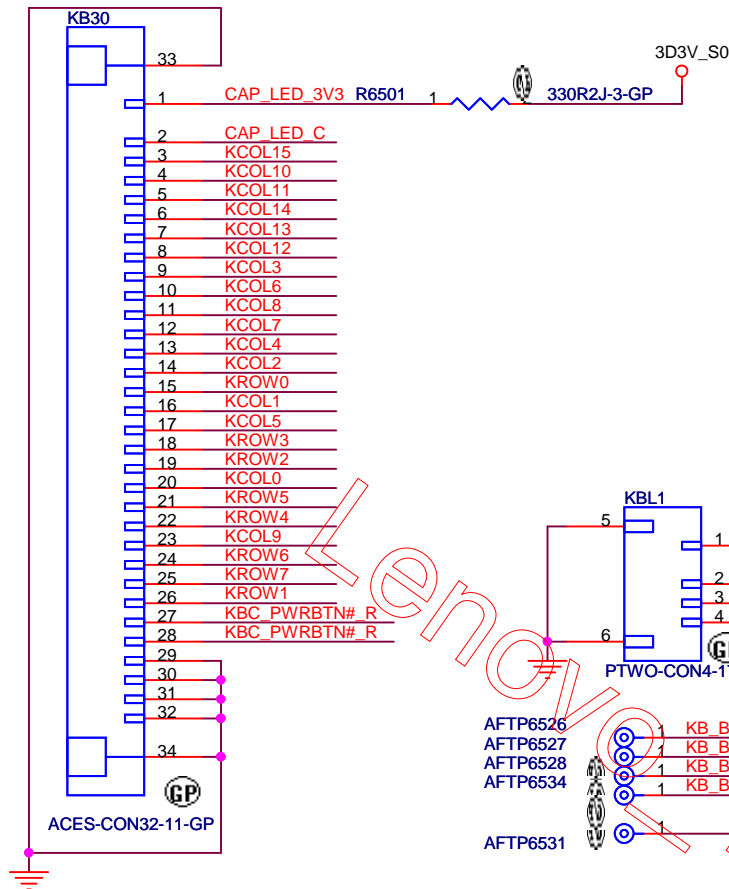 KB30
33
3D3V_S0
1 CAP_LED_3V3 R6501 1 330R2J-3-GP
2 CAP_LED_C
3 KCOL15
4 KCOL10
5 KCOL11
6 KCOL14
7 KCOL13
8 KCOL12
9 KCOL3
10 KCOL6
11 KCOL8
12 KCOL7
13 KCOL4
14 KCOL2
15 KROW0
16 KCOL1
17 KCOL5
18 KROW3
19 KROW2
20 KCOL0
21 KROW5
22 KROW4
23 KCOL9
24 KROW6
25 KROW7
26 KROW1
27 KBC_PWRBTN#_R
28 KBC_PWRBTN#_R
29
30
31
32
34
GP
ACES-CON32-11-GP
KBL1
5
1
2
3
4
6
PTWO-CON4-1
Lenovo
AFTP6526 1 KB_B
AFTP6527 1 KB_B
AFTP6528 1 KB_B
AFTP6534 1 KB_B
AFTP6531 1